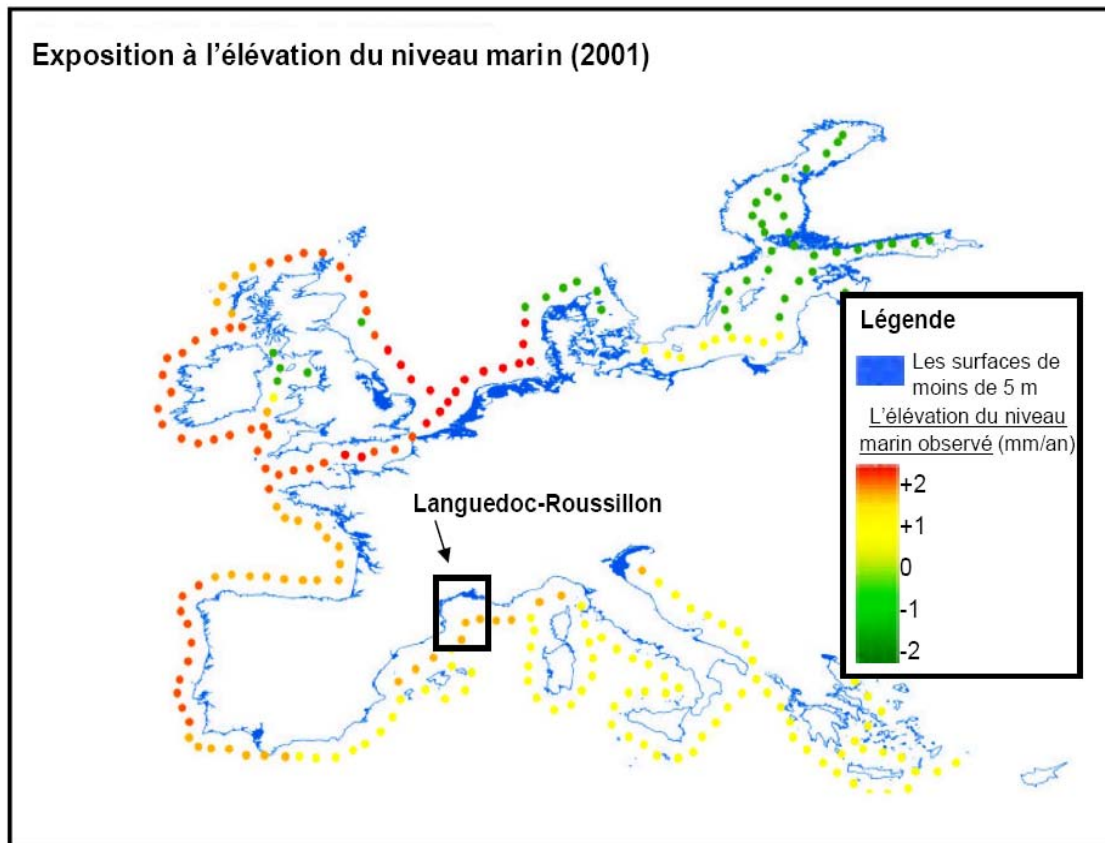 Exposition à l'élévation du niveau marin (2001)
Languedoc-Roussillon
Légende
Les surfaces de
moins de 5 m
L'élévation du niveau
marin observé (mm/an)
+2
+1
0
-1
-2